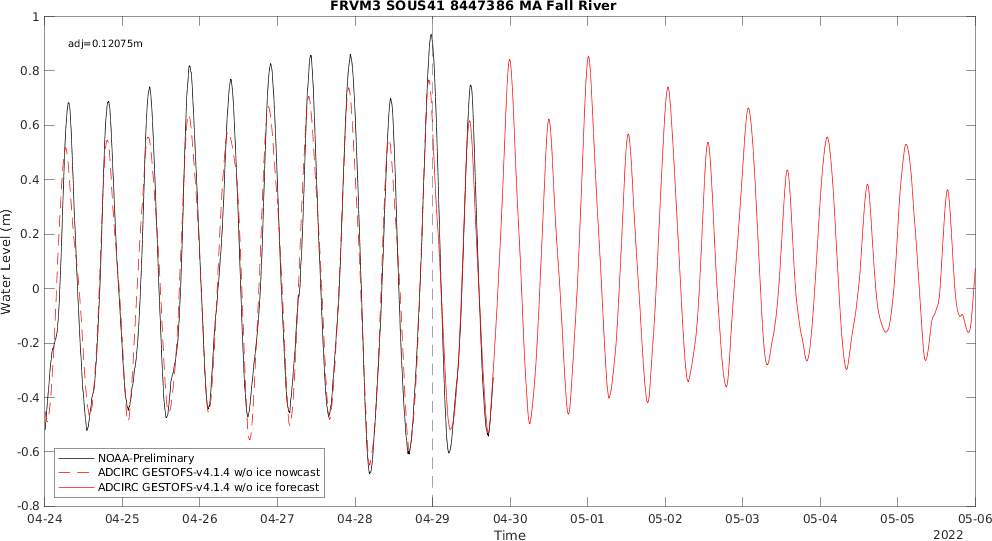 FRVM3 SOUS41 8447386 MA Fall River
adj=0.12075m
1
0.8
0.6
0.4
0.2
0
-0.2
-0.4
-0.6
-0.8
Water Level (m)
NOAA-Preliminary
ADCIRC GESTOFS-v4.1.4 w/o ice nowcast
ADCIRC GESTOFS-v4.1.4 w/o ice forecast
04-24 04-25 04-26 04-27 04-28 04-29 04-30 05-01 05-02 05-03 05-04 05-05 05-06
Time
2022